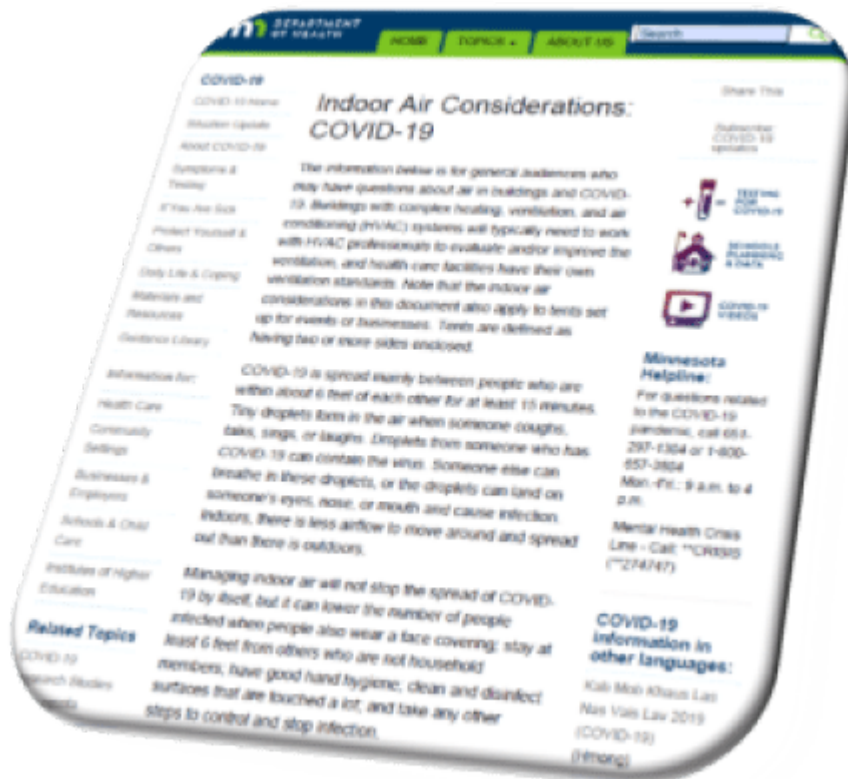 DEPARTMENT
OF HEALTH
HOME
TOPICS
ABOUT US
Search
COVID-19
COVID-19 Home
Situation Update
About COVID-19
Symptoms &
Testing
If You Are Sick
Protect Yourself &
Others
Daily Life & Coping
Materials and
Resources
Guidance Library
Information for:
Health Care
Community
Settings
Businesses &
Employers
Schools & Child
Care
Institutes of Higher
Education
Related Topics
COVID-19
Studies
Indoor Air Considerations:
COVID-19
The information below is for general audiences who
may have questions about air in buildings and COVID-
19. Buildings with complex heating, ventilation, and air
conditioning (HVAC) systems will typically need to work
with HVAC professionals to evaluate and/or improve the
ventilation, and health care facilities have their own
ventilation standards. Note that the indoor air
considerations in this document also apply to tents set
up for events or businesses. Tents are defined as
having two or more sides enclosed.
COVID-19 is spread mainly between people who are
within about 6 feet of each other for at least 15 minutes.
Tiny droplets form in the air when someone coughs,
talks, sings, or laughs. Droplets from someone who has
COVID-19 can contain the virus. Someone else can
breathe in these droplets, or the droplets can land on
someone's eyes, nose, or mouth and cause infection.
Indoors, there is less airflow to move around and spread
out than there is outdoors.
Managing indoor air will not stop the spread of COVID-
19 by itself, but it can lower the number of people
infected when people also wear a face covering; stay at
least 6 feet from others who are not household
members, have good hand hygiene, clean and disinfect
surfaces that are touched a lot, and take any other
steps to control and stop infection.
Share This
Subscribe:
COVID-19
updates
TESTING
FOR
COVID-19
SCHOOLS
PLANNING
& DATA
COVID-19
VIDEOS
Minnesota
Helpline:
For questions related
to the COVID-19
pandemic, call 651-
297-1304 or 1-800-
657-3504
Mon.-Fri.: 9 a.m. to 4
p.m.
Mental Health Crisis
Line - Call: **CRISIS
(**274747)
COVID-19
information in
other languages:
Kab Mob Khaus Las
Nas Vais Lav 2019
(COVID-19)
(Hmong)